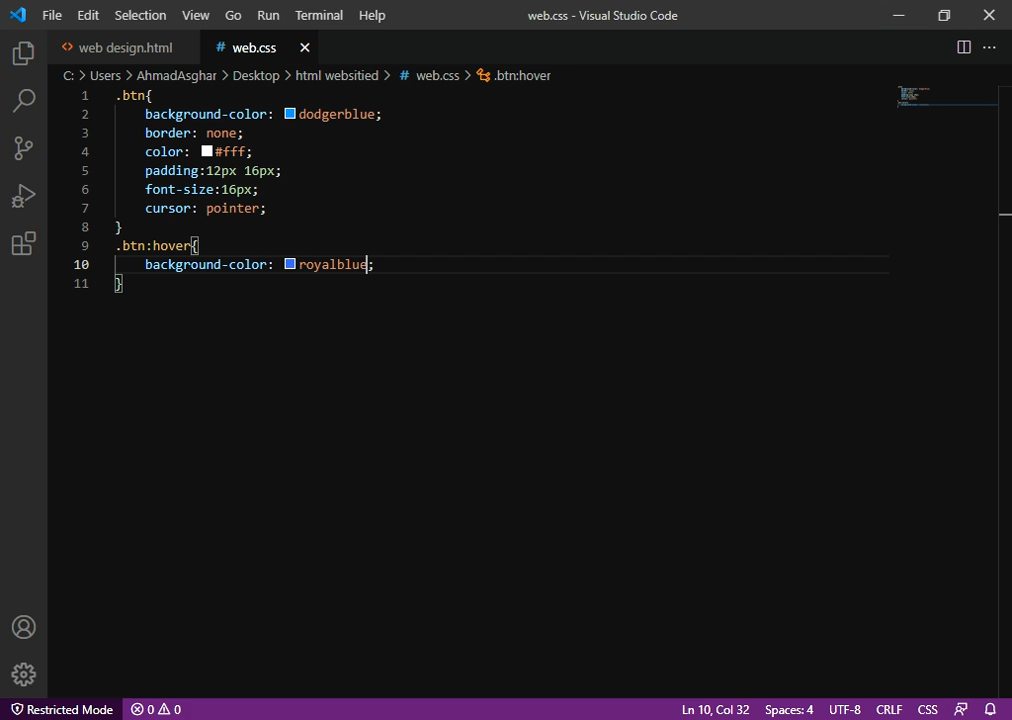 File Edit Selection View Go Run Terminal Help web.css - Visual Studio Code
<> web design.html # web.css
C: > Users > AhmadAsghar > Desktop > html websitied > # web.css > .btn:hover
1 .btn{
2 background-color: dodgerblue;
3 border: none;
4 color: #fff;
5 padding:12px 16px;
6 font-size:16px;
7 cursor: pointer;
8 }
9 .btn:hover{
10 background-color: royalblue;
11 }
Restricted Mode 0 0 Ln 10, Col 32 Spaces: 4 UTF-8 CRLF CSS